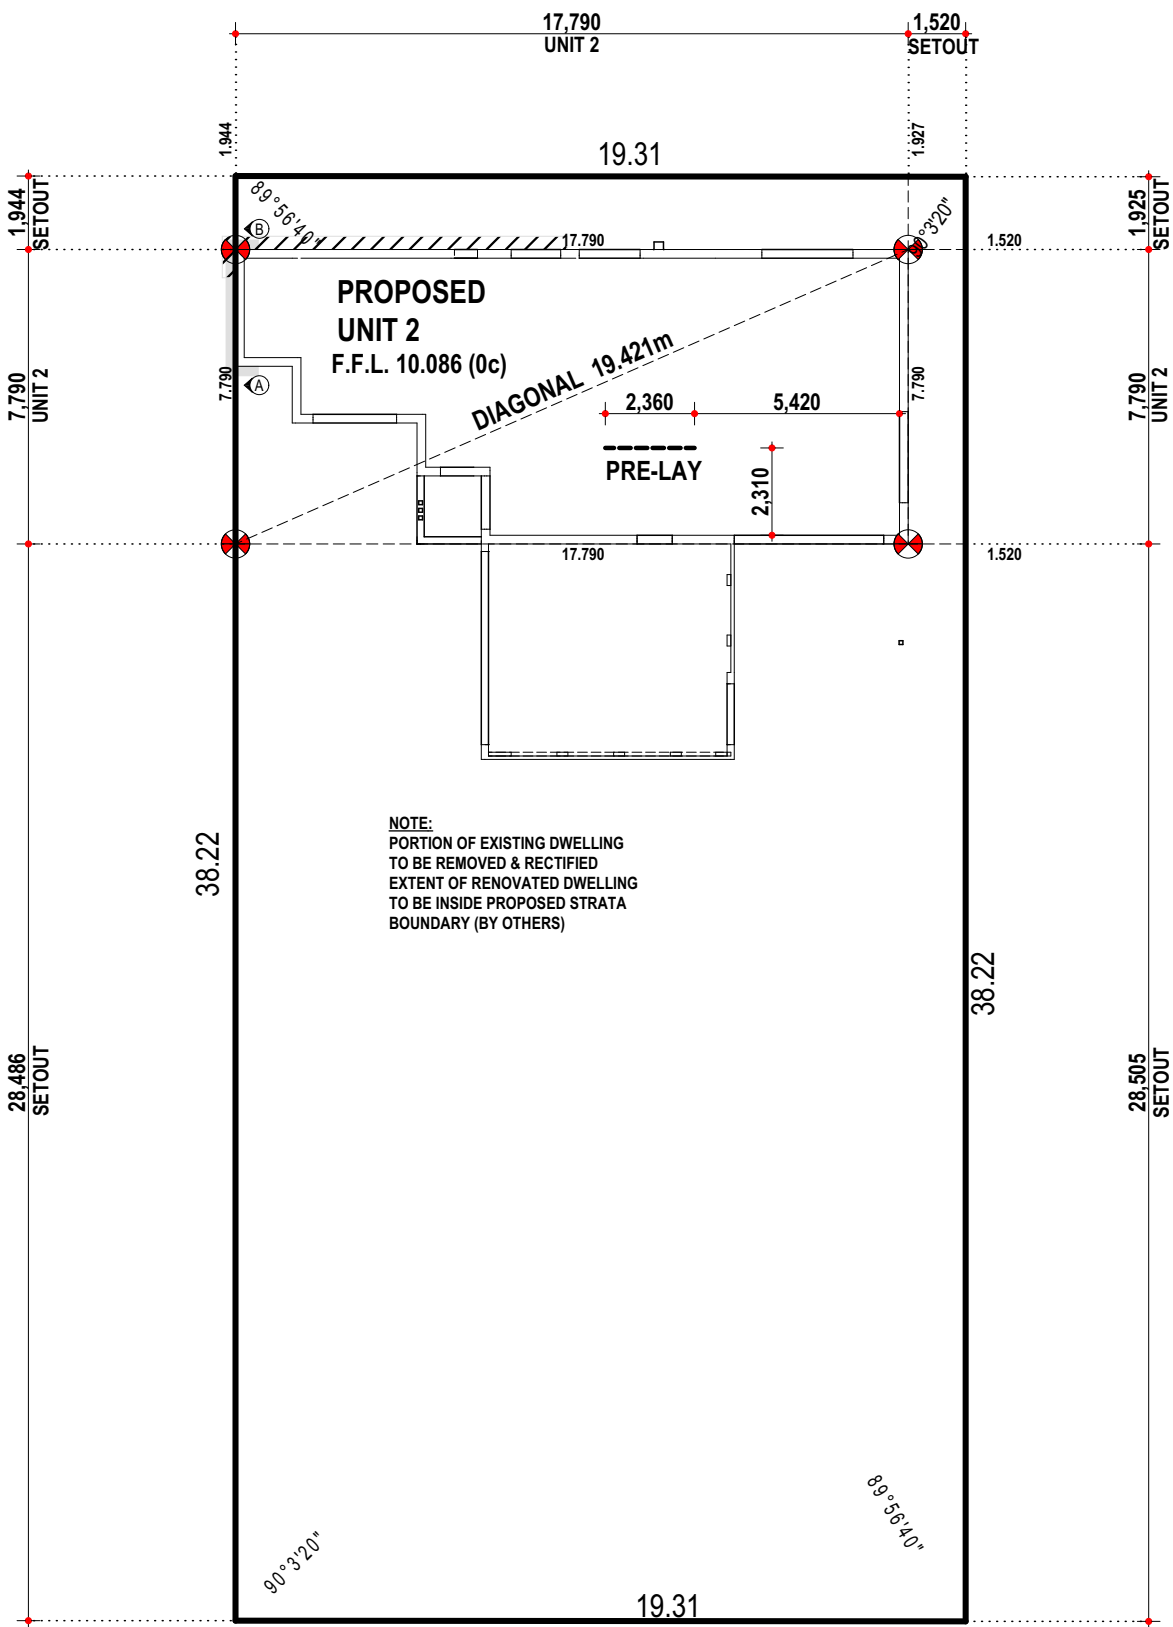 17,790
UNIT 2
1,520
SETOUT
1.944
1.927
19.31
1,944
SETOUT
1,925
SETOUT
89°56'40"
90°3'20"
B
17.790
1.520
PROPOSED
UNIT 2
F.F.L. 10.086 (0c)
DIAGONAL 19.421m
7,790
UNIT 2
7.790
A
2,360
5,420
7.790
7,790
UNIT 2
PRE-LAY
2,310
17.790
1.520
NOTE:
PORTION OF EXISTING DWELLING
TO BE REMOVED & RECTIFIED
EXTENT OF RENOVATED DWELLING
TO BE INSIDE PROPOSED STRATA
BOUNDARY (BY OTHERS)
38.22
38.22
28,486
SETOUT
28,505
SETOUT
90°3'20"
89°56'40"
19.31